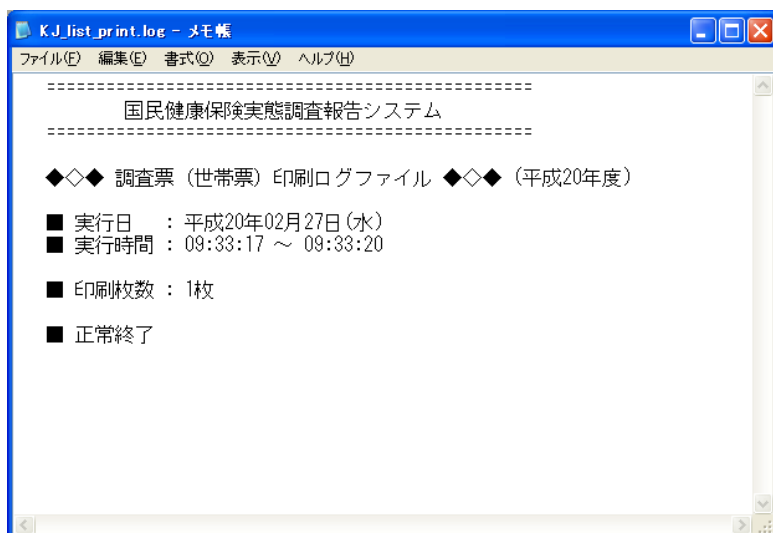 KJ_list_print.log - メモ帳
ファイル(F) 編集(E) 書式(O) 表示(V) ヘルプ(H)
=================================================
国民健康保険実態調査報告システム
=================================================
◆◇◆ 調査票（世帯票）印刷ログファイル ◆◇◆（平成20年度）
■ 実行日　 : 平成20年02月27日(水)
■ 実行時間 : 09:33:17 ～ 09:33:20
■ 印刷枚数 : 1枚
■ 正常終了